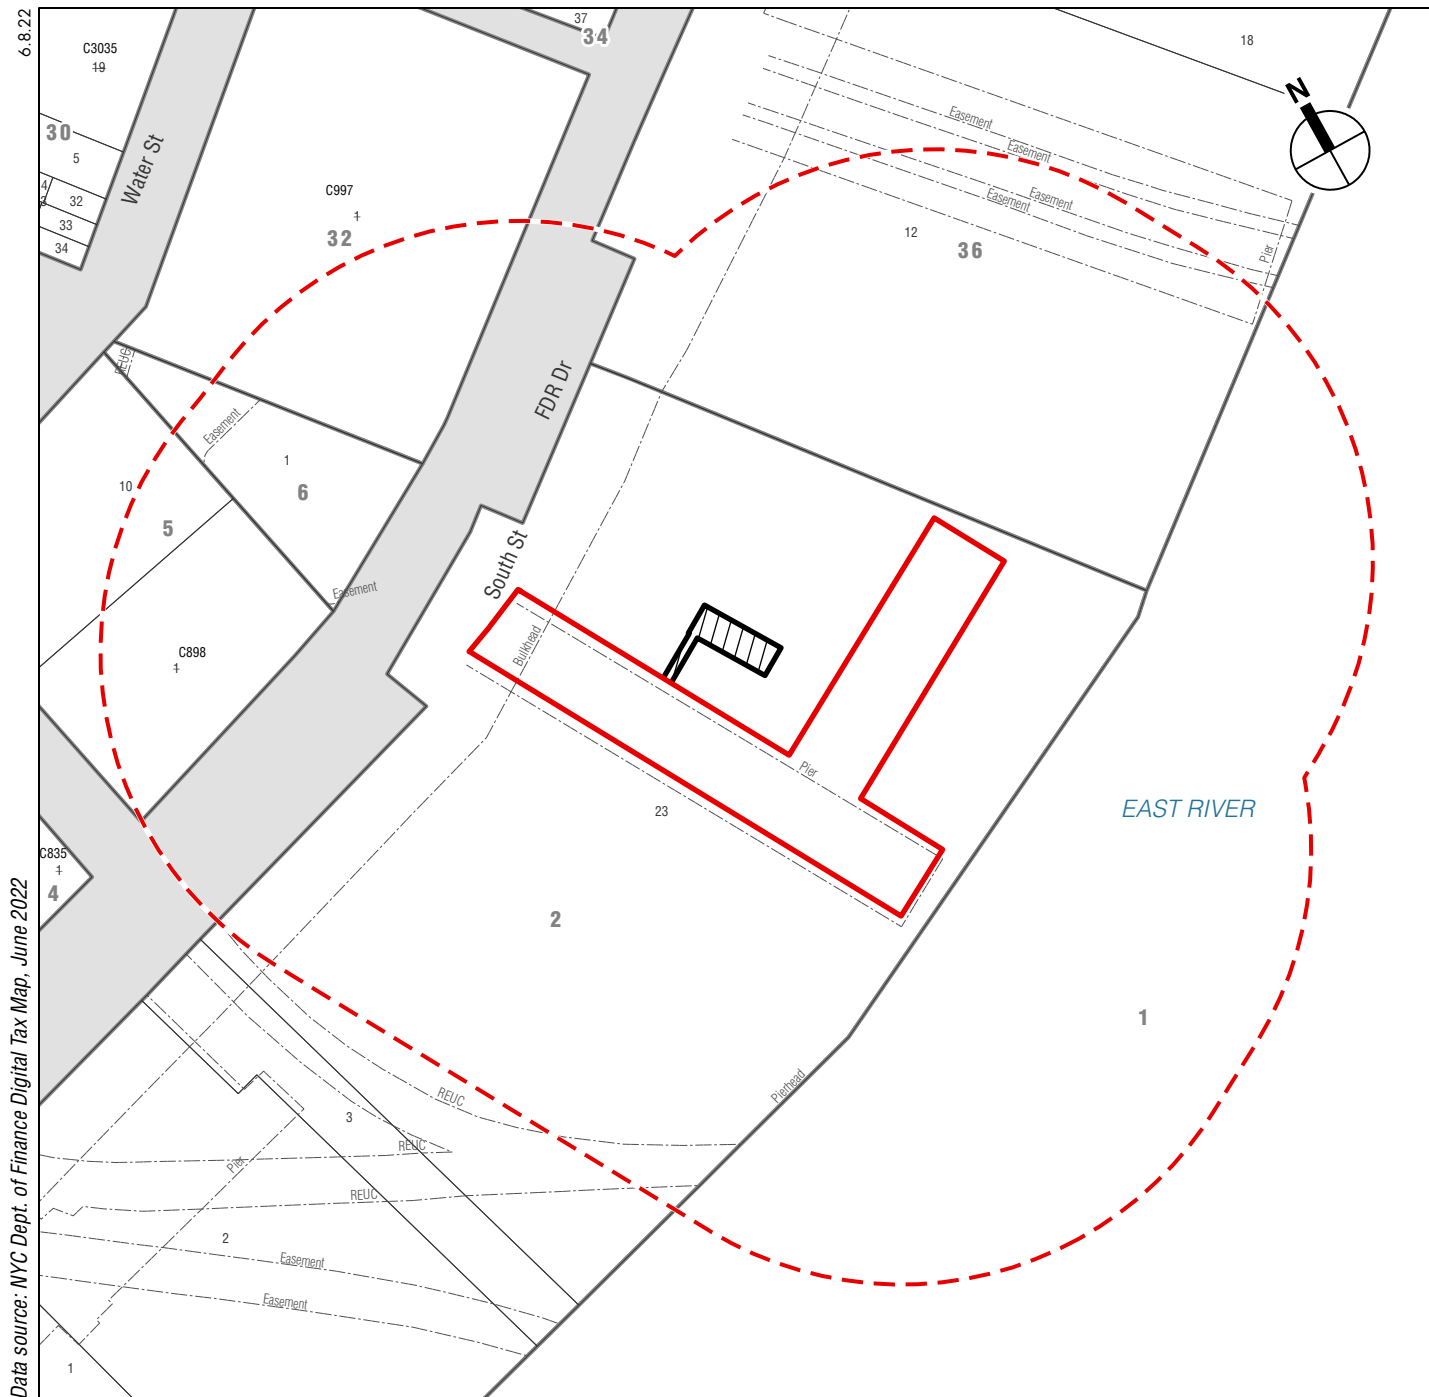 6.8.22
37
34
18
C3035
19
30
5
4
3
32
33
34
Water St
C997
1
32
N
Easement
Easement
Easement
Easement
12
36
Pier
REUC
Easement
FDR Dr
1
6
10
5
Easement
South St
C898
1
Bulkhead
Pier
23
EAST RIVER
C835
1
4
2
1
Data source: NYC Dept. of Finance Digital Tax Map, June 2022
Pierhead
REUC
3
REUC
Pier
REUC
2
Easement
Easement
1